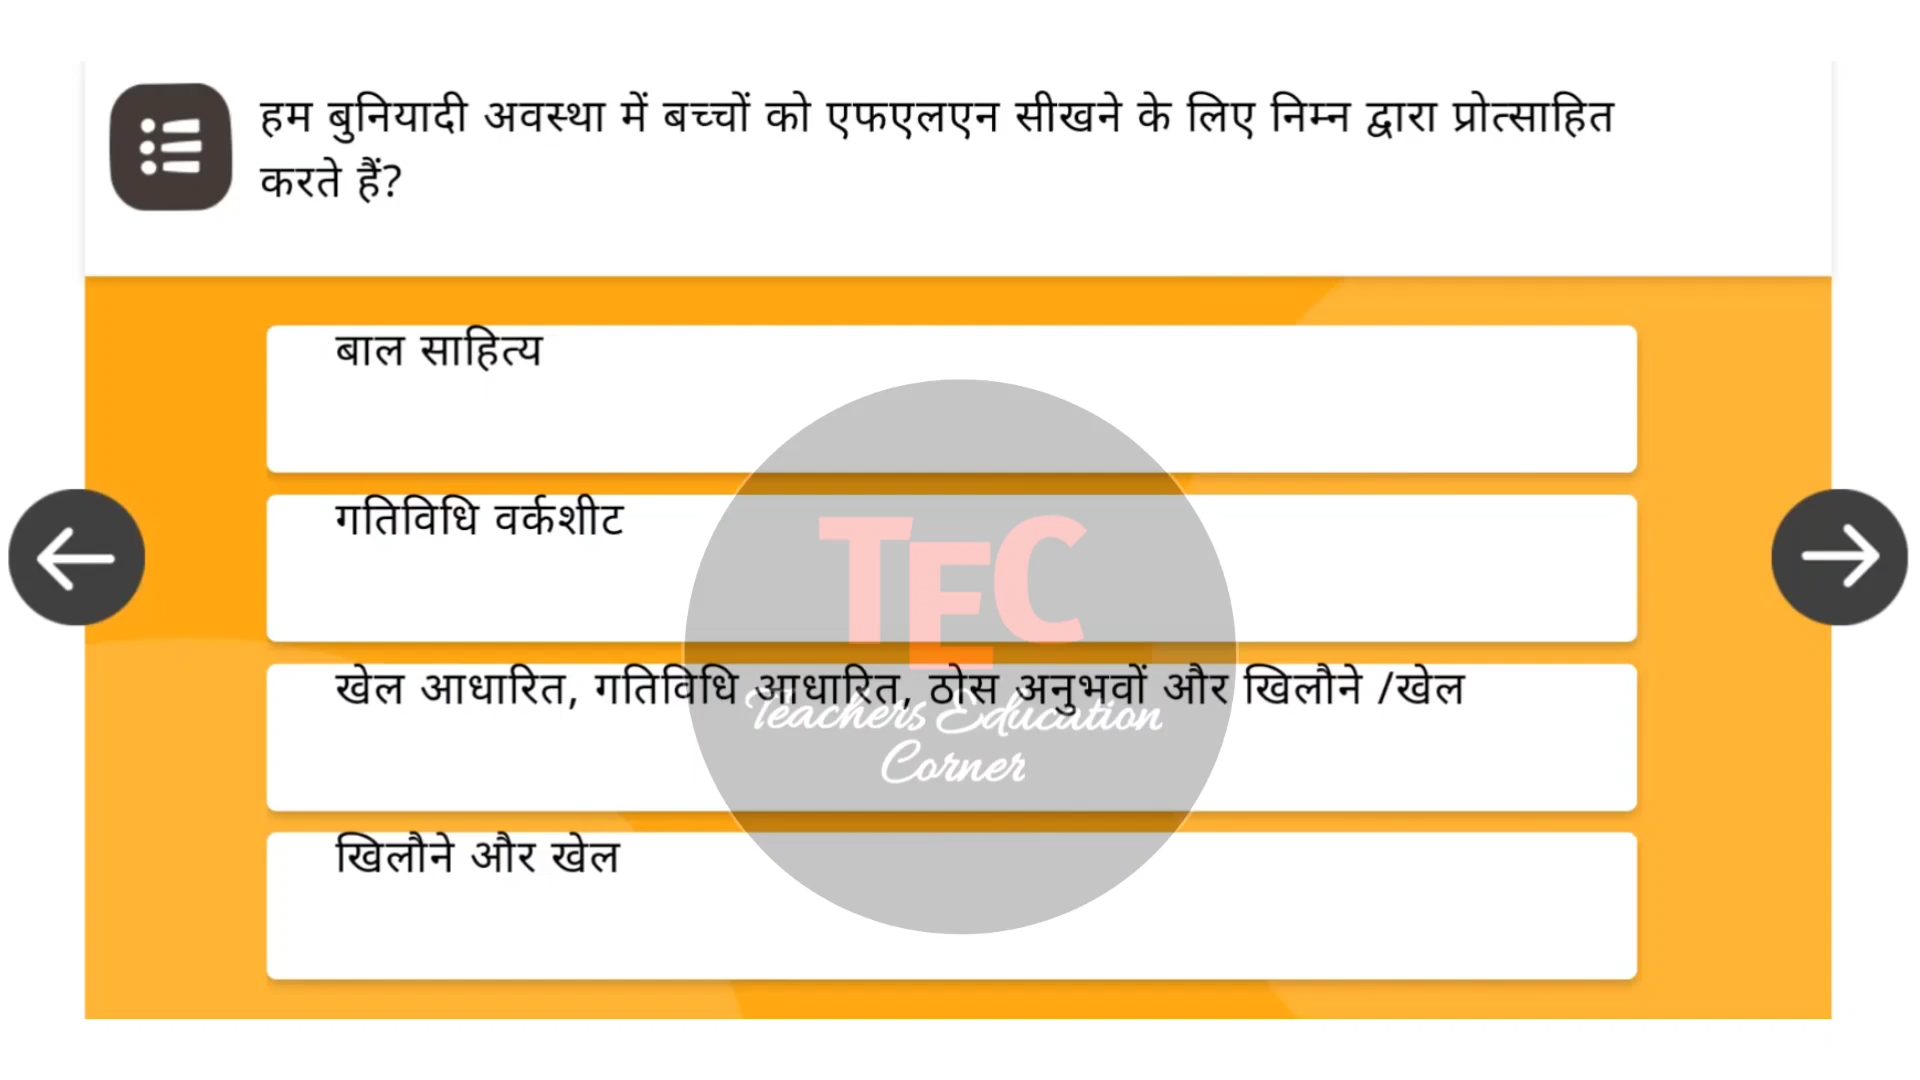 हम बुनियादी अवस्था में बच्चों को एफएलएन सीखने के लिए निम्न द्वारा प्रोत्साहित
करते हैं?
बाल साहित्य
गतिविधि वर्कशीट
TEC
खेल आधारित, गतिविधि आधारित, ठोस अनुभवों और खिलौने /खेल
Teachers Education
Corner
खिलौने और खेल